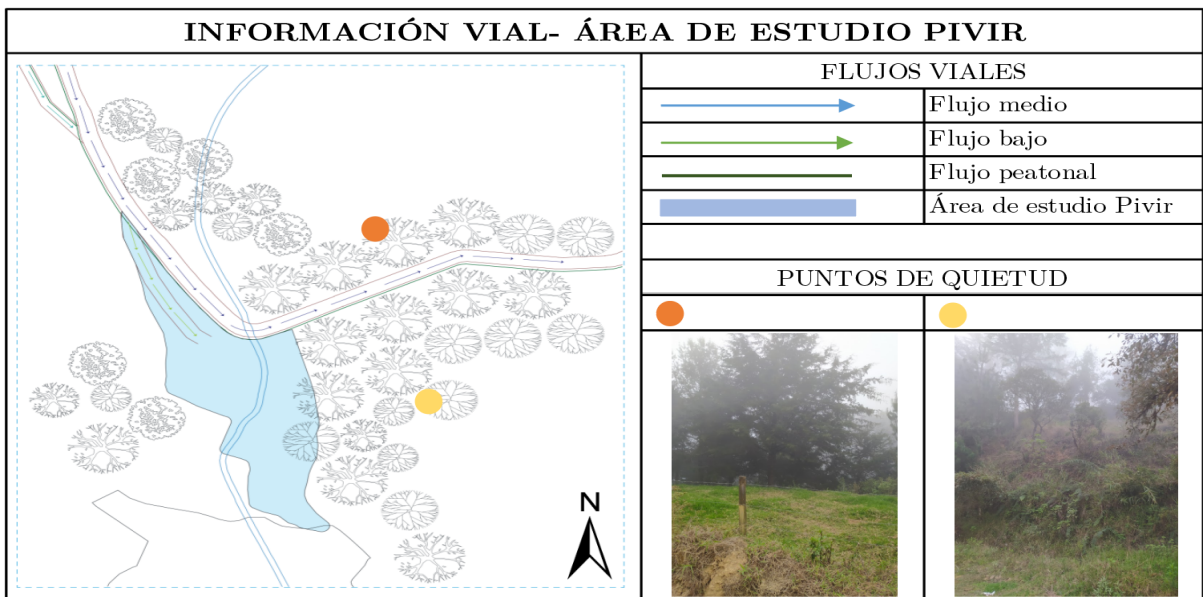 INFORMACIÓN VIAL- ÁREA DE ESTUDIO PIVIR
FLUJOS VIALES
Flujo medio
Flujo bajo
Flujo peatonal
Área de estudio Pivir
PUNTOS DE QUIETUD
N